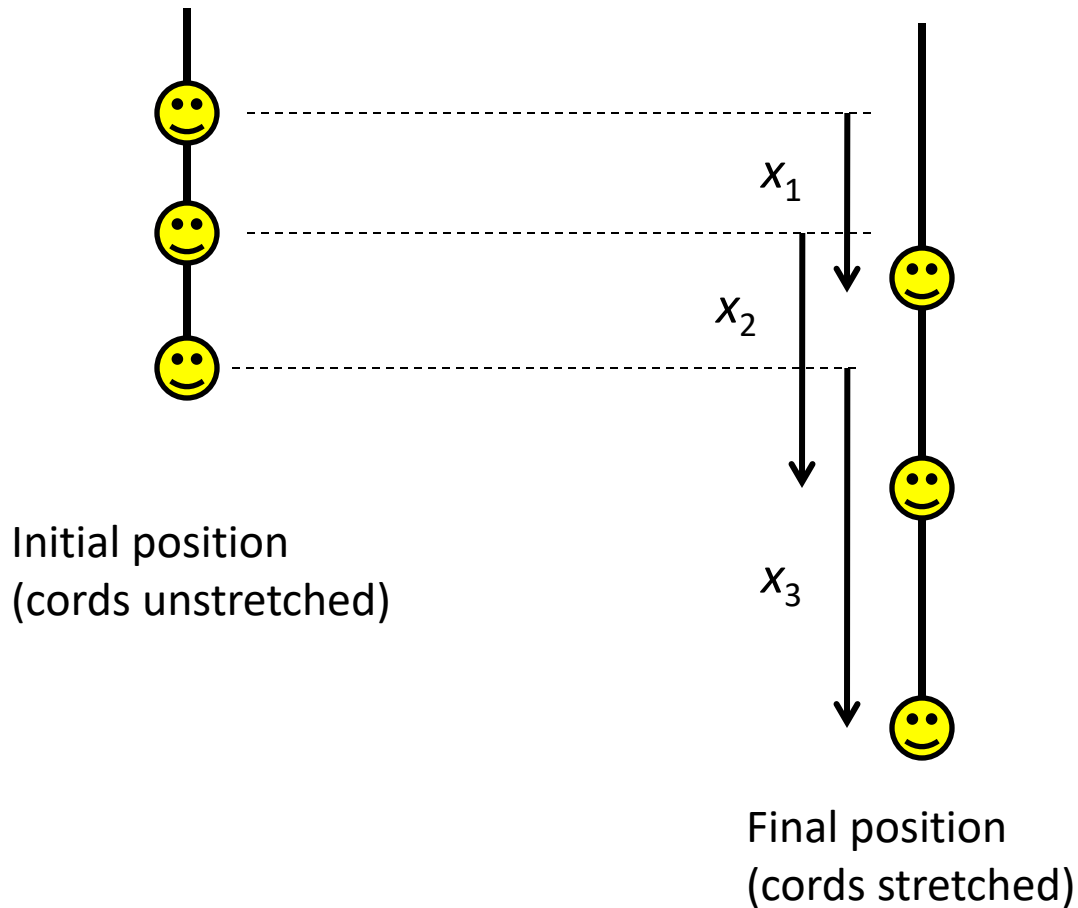 x1
x2
Initial position
(cords unstretched)
x3
Final position
(cords stretched)